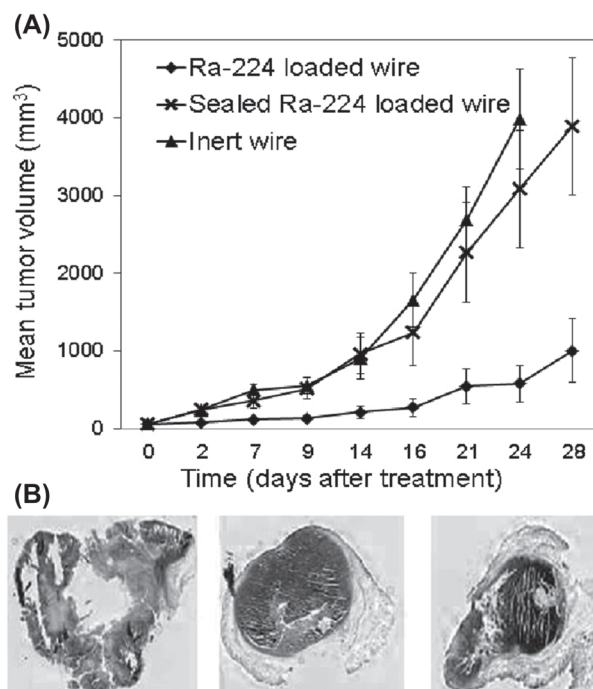 (A)
5000
4000
3000
2000
1000
0
Mean tumor volume (mm³)
Ra-224 loaded wire
Sealed Ra-224 loaded wire
Inert wire
0 2 7 9 14 16 21 24 28
Time (days after treatment)
(B)